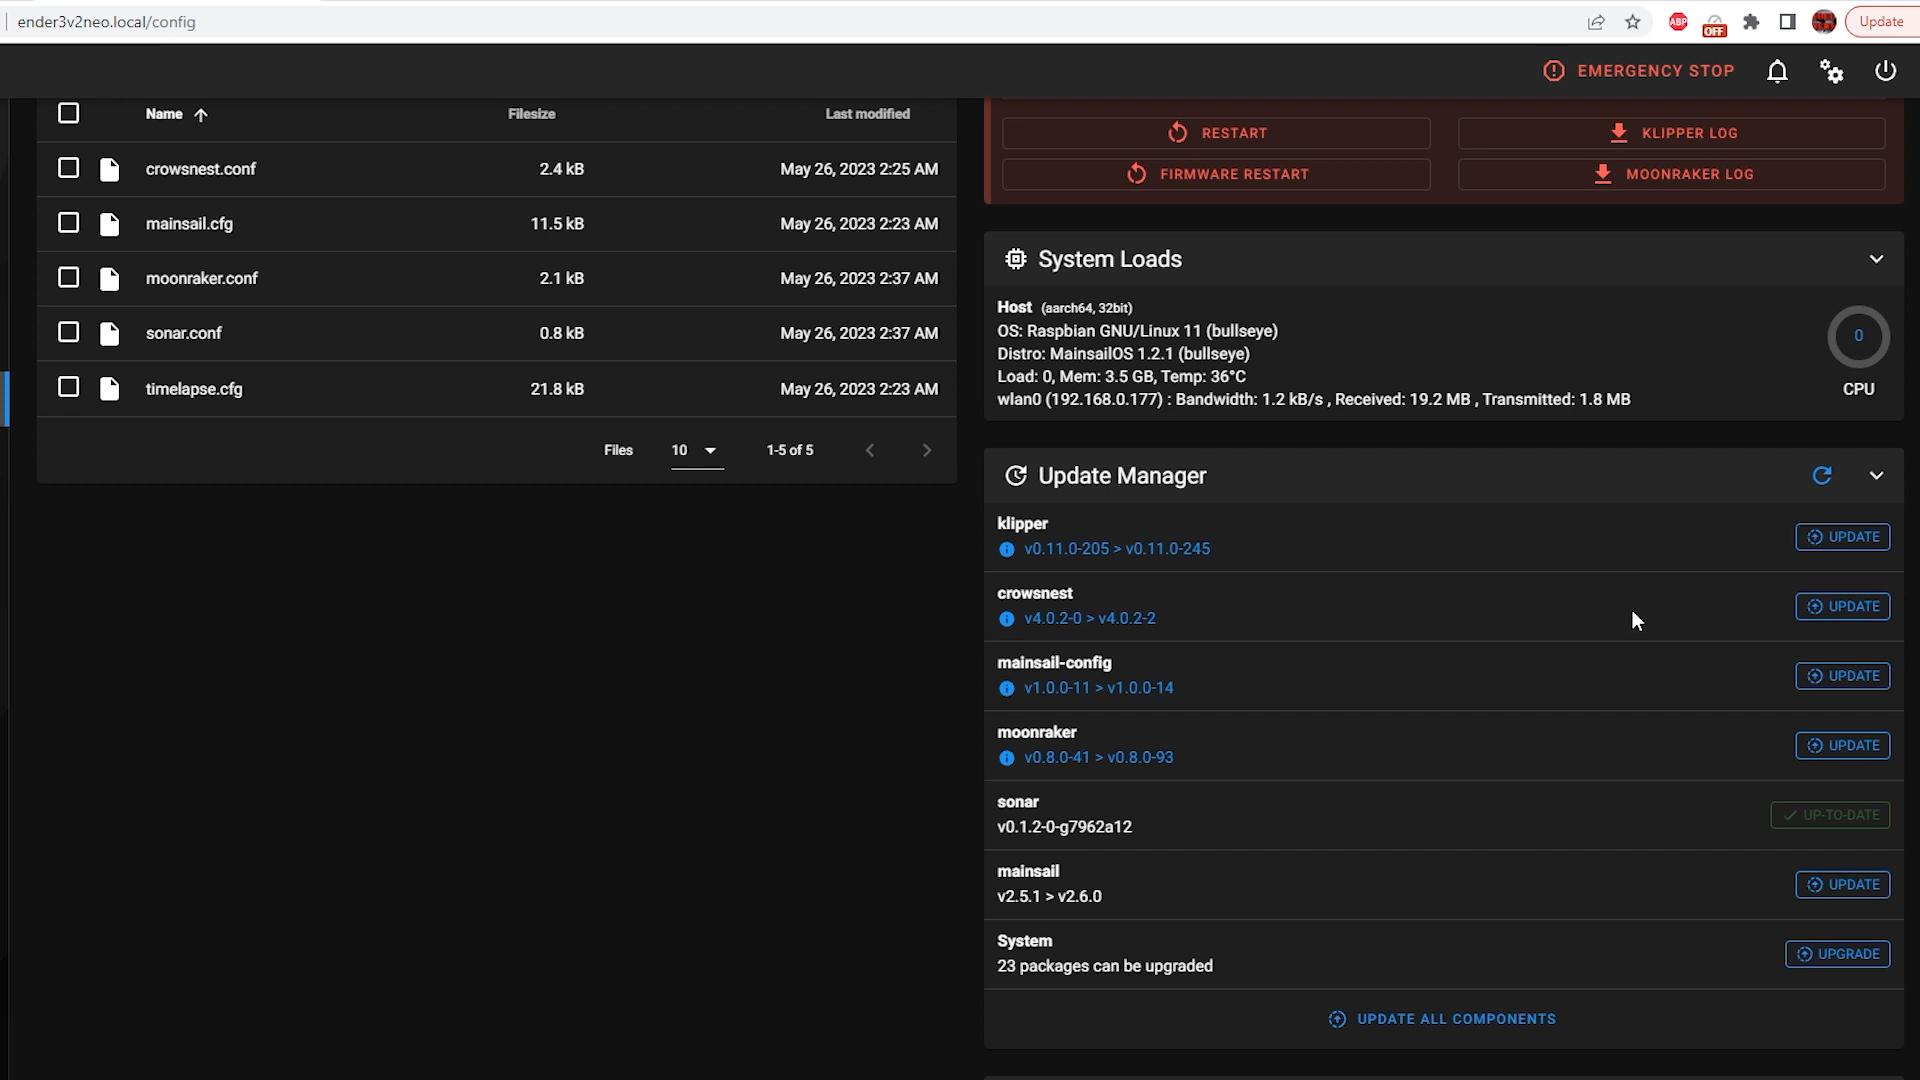 ender3v2neo.local/config
ABP
OFF
Update
EMERGENCY STOP
Name
Filesize
Last modified
crowsnest.conf
2.4 kB
May 26, 2023 2:25 AM
mainsail.cfg
11.5 kB
May 26, 2023 2:23 AM
moonraker.conf
2.1 kB
May 26, 2023 2:37 AM
sonar.conf
0.8 kB
May 26, 2023 2:37 AM
timelapse.cfg
21.8 kB
May 26, 2023 2:23 AM
Files
10
1-5 of 5
RESTART
KLIPPER LOG
FIRMWARE RESTART
MOONRAKER LOG
System Loads
Host (aarch64, 32bit)
OS: Raspbian GNU/Linux 11 (bullseye)
Distro: MainsailOS 1.2.1 (bullseye)
Load: 0, Mem: 3.5 GB, Temp: 36°C
wlan0 (192.168.0.177) : Bandwidth: 1.2 kB/s , Received: 19.2 MB , Transmitted: 1.8 MB
0
CPU
Update Manager
klipper
v0.11.0-205 > v0.11.0-245
UPDATE
crowsnest
v4.0.2-0 > v4.0.2-2
UPDATE
mainsail-config
v1.0.0-11 > v1.0.0-14
UPDATE
moonraker
v0.8.0-41 > v0.8.0-93
UPDATE
sonar
v0.1.2-0-g7962a12
UP-TO-DATE
mainsail
v2.5.1 > v2.6.0
UPDATE
System
23 packages can be upgraded
UPGRADE
UPDATE ALL COMPONENTS